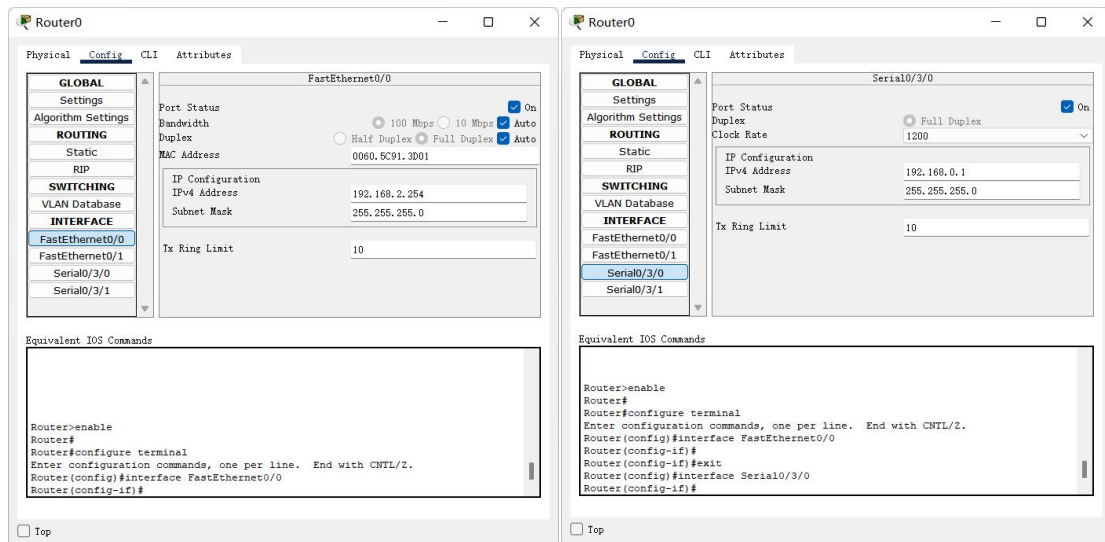 Router0
Physical Config CLI Attributes
GLOBAL
Settings
Algorithm Settings
ROUTING
Static
RIP
SWITCHING
VLAN Database
INTERFACE
FastEthernet0/0
FastEthernet0/1
Serial0/3/0
Serial0/3/1
FastEthernet0/0
Port Status On
Bandwidth 100 Mbps 10 Mbps Auto
Duplex Half Duplex Full Duplex Auto
MAC Address 0060.5C91.3D01
IP Configuration
IPv4 Address 192.168.2.254
Subnet Mask 255.255.255.0
Tx Ring Limit 10
Equivalent IOS Commands
Router>enable
Router#
Router#configure terminal
Enter configuration commands, one per line. End with CNTL/Z.
Router(config)#interface FastEthernet0/0
Router(config-if)#
Top
Router0
Physical Config CLI Attributes
GLOBAL
Settings
Algorithm Settings
ROUTING
Static
RIP
SWITCHING
VLAN Database
INTERFACE
FastEthernet0/0
FastEthernet0/1
Serial0/3/0
Serial0/3/1
Serial0/3/0
Port Status On
Duplex Full Duplex
Clock Rate 1200
IP Configuration
IPv4 Address 192.168.0.1
Subnet Mask 255.255.255.0
Tx Ring Limit 10
Equivalent IOS Commands
Router>enable
Router#
Router#configure terminal
Enter configuration commands, one per line. End with CNTL/Z.
Router(config)#interface FastEthernet0/0
Router(config-if)#
Router(config-if)#exit
Router(config)#interface Serial0/3/0
Router(config-if)#
Top